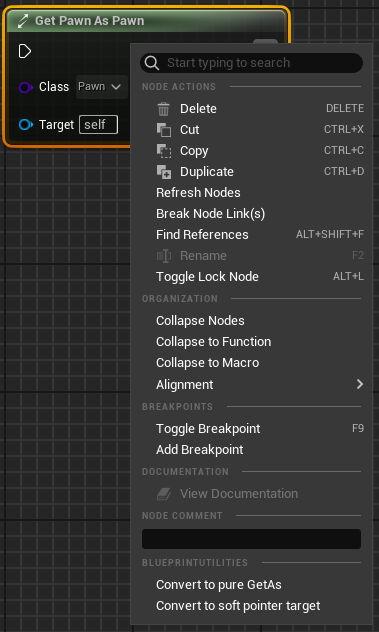 Get Pawn As Pawn
Class Pawn
Target self
Start typing to search
NODE ACTIONS
Delete DELETE
Cut CTRL+X
Copy CTRL+C
Duplicate CTRL+D
Refresh Nodes
Break Node Link(s)
Find References ALT+SHIFT+F
Rename F2
Toggle Lock Node ALT+L
ORGANIZATION
Collapse Nodes
Collapse to Function
Collapse to Macro
Alignment
BREAKPOINTS
Toggle Breakpoint F9
Add Breakpoint
DOCUMENTATION
View Documentation
NODE COMMENT
BLUEPRINTUTILITIES
Convert to pure GetAs
Convert to soft pointer target